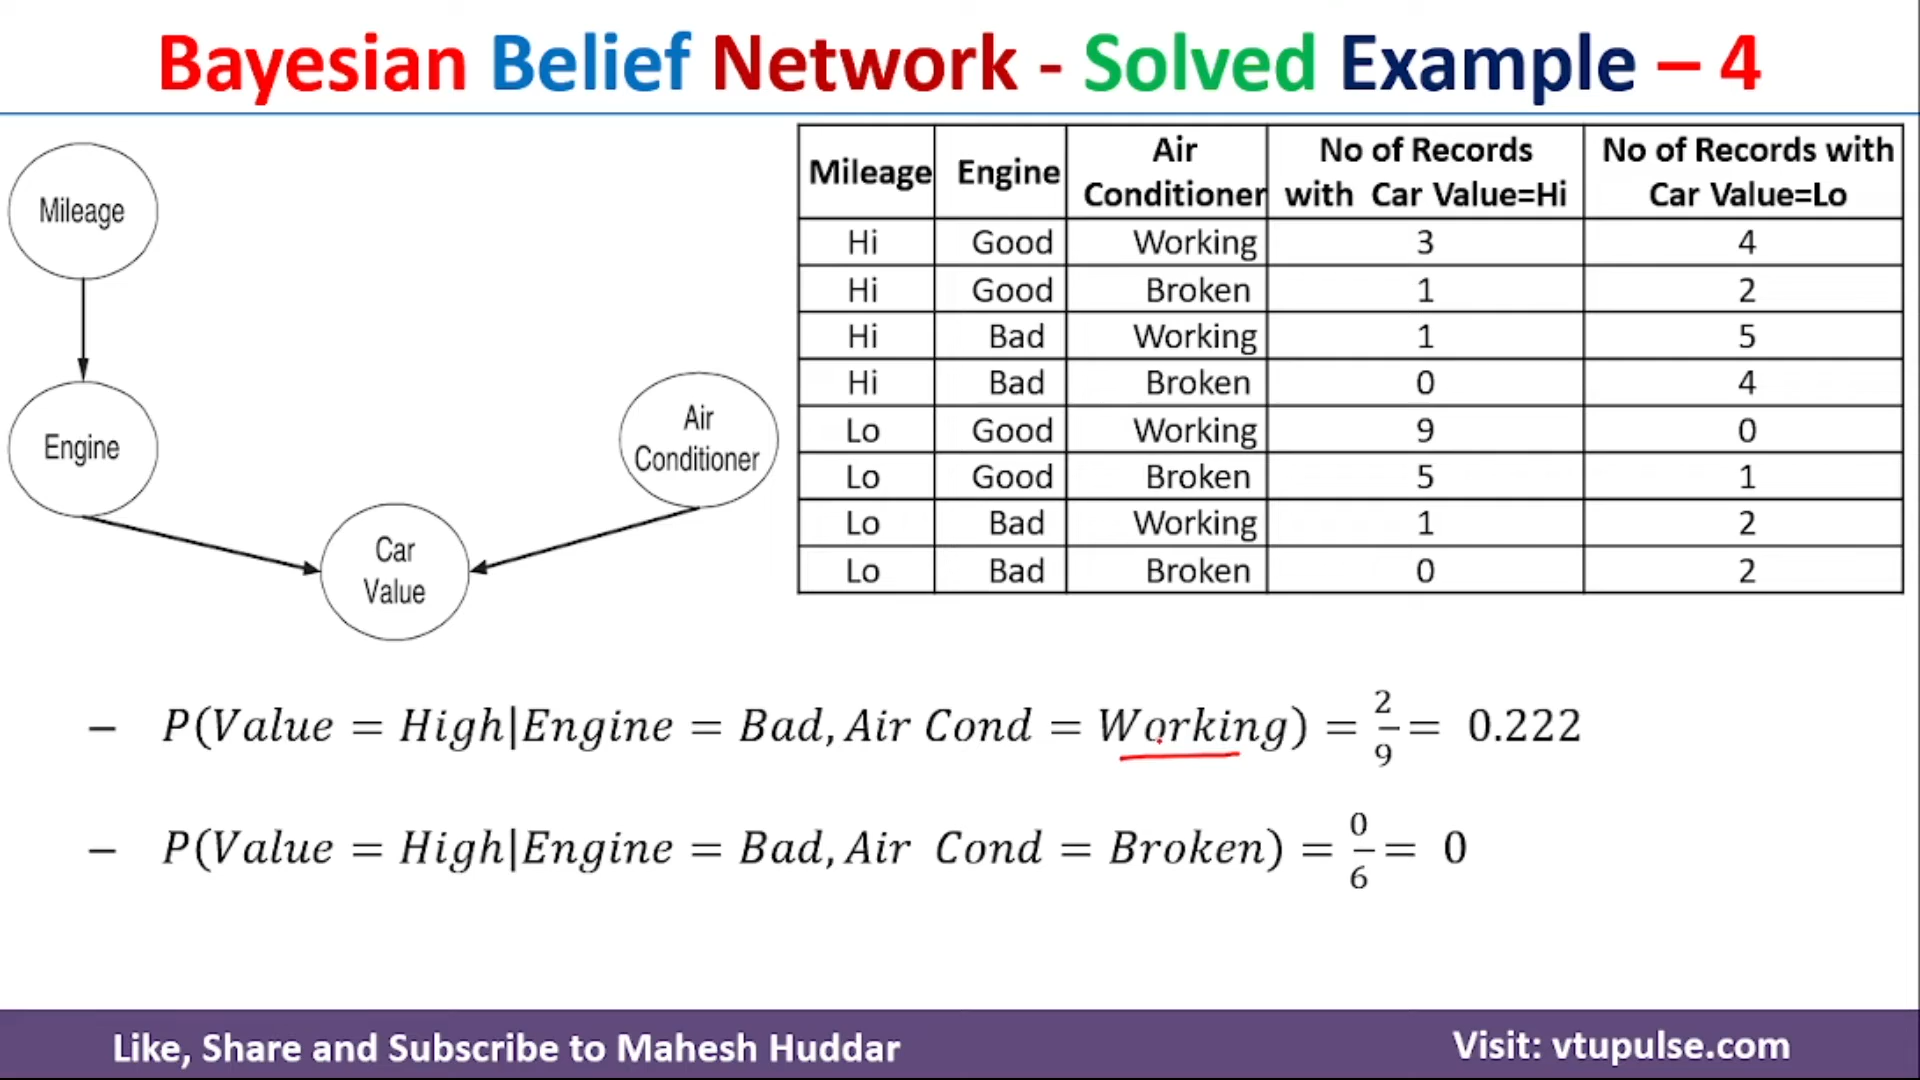 Bayesian Belief Network - Solved Example – 4
Mileage
Engine
Air
Conditioner
Car
Value
Mileage Engine Air Conditioner No of Records with Car Value=Hi No of Records with Car Value=Lo
Hi Good Working 3 4
Hi Good Broken 1 2
Hi Bad Working 1 5
Hi Bad Broken 0 4
Lo Good Working 9 0
Lo Good Broken 5 1
Lo Bad Working 1 2
Lo Bad Broken 0 2
– P(Value = High|Engine = Bad, Air Cond = Working) = 2/9 = 0.222
– P(Value = High|Engine = Bad, Air Cond = Broken) = 0/6 = 0
Like, Share and Subscribe to Mahesh Huddar
Visit: vtupulse.com